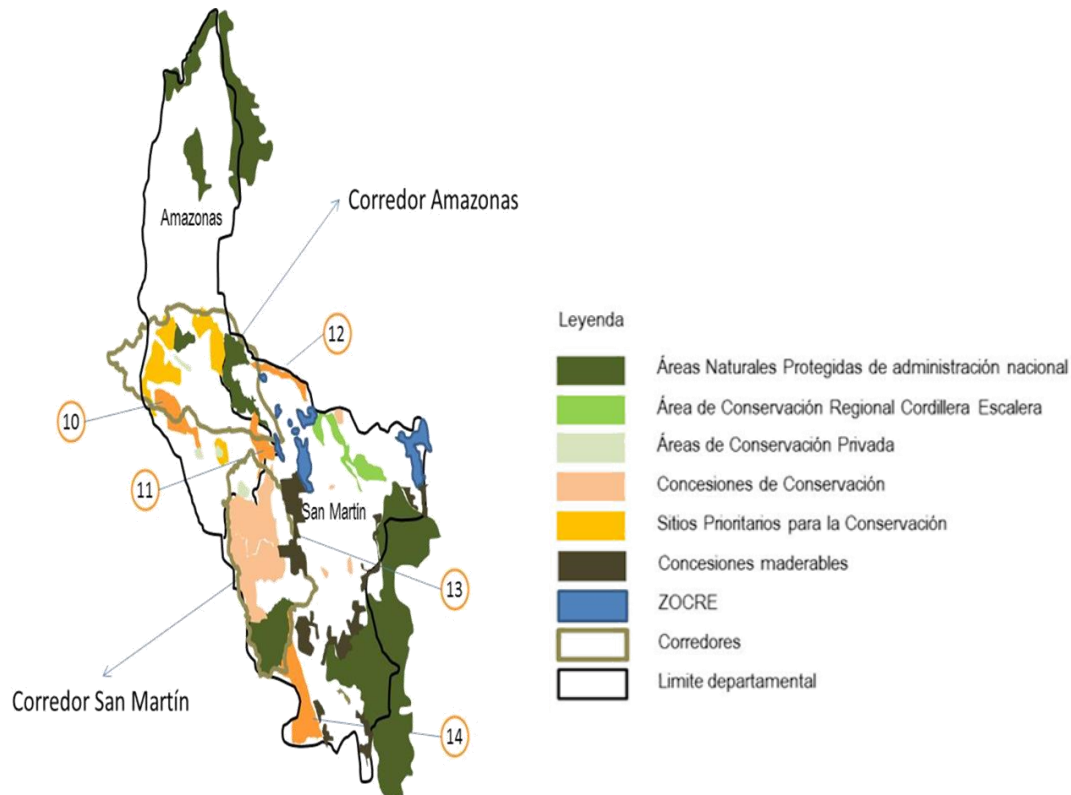 Corredor Amazonas
Amazonas
12
10
11
San Martín
13
Corredor San Martín
14
Leyenda
Áreas Naturales Protegidas de administración nacional
Área de Conservación Regional Cordillera Escalera
Áreas de Conservación Privada
Concesiones de Conservación
Sitios Prioritarios para la Conservación
Concesiones maderables
ZOCRE
Corredores
Limite departamental